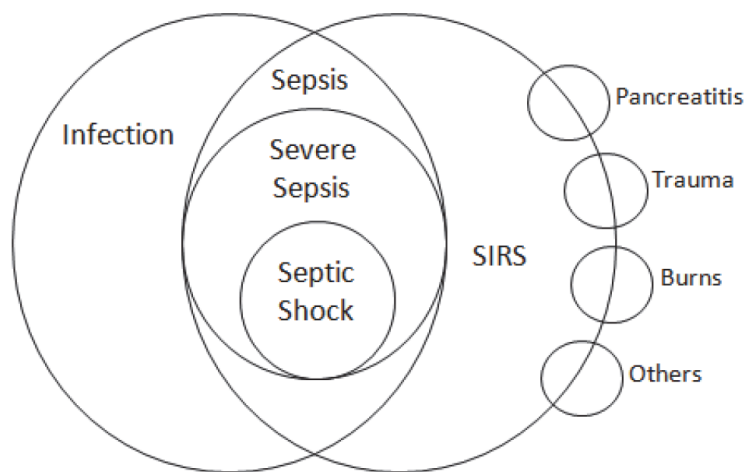 Sepsis
Pancreatitis
Infection
Severe
Sepsis
Trauma
SIRS
Septic
Shock
Burns
Others